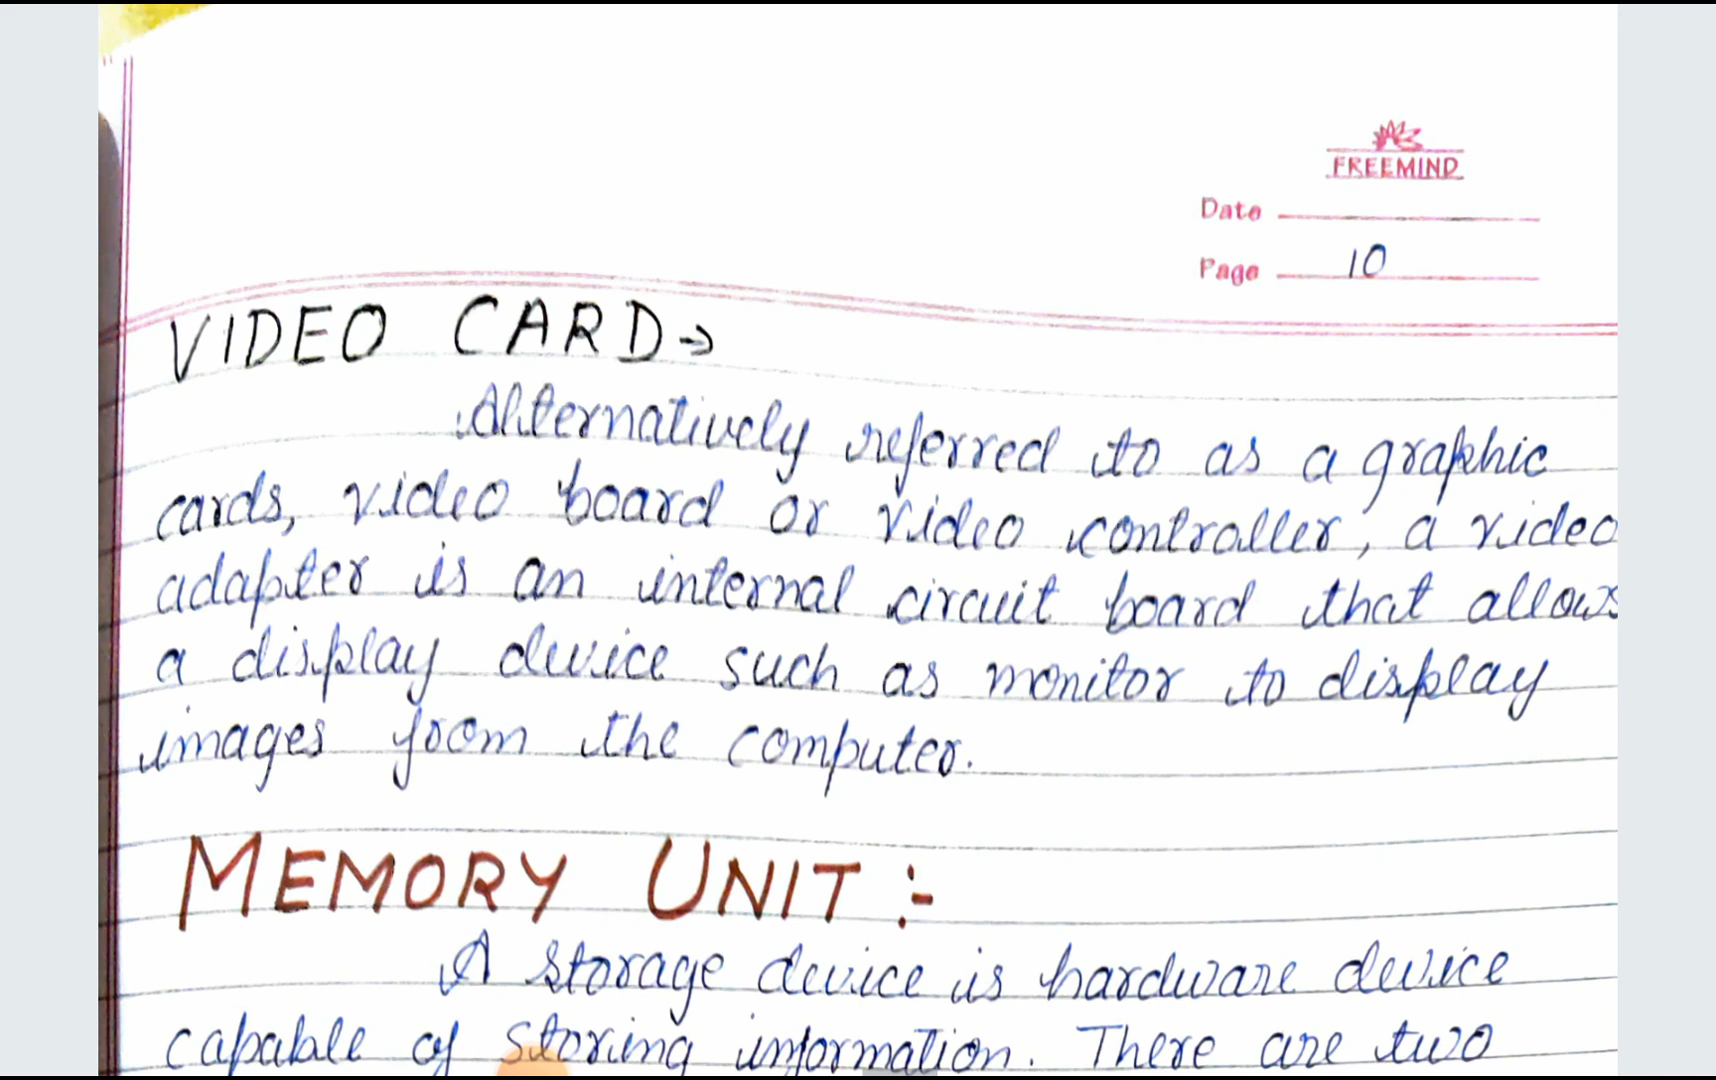 FREEMIND
Date
Page 10
VIDEO CARD→
Alternatively referred to as a graphic
cards, video board or video controller, a video
adapter is an internal circuit board that allows
a display device such as monitor to display
images from the computer.
MEMORY UNIT :-
A storage device is hardware device
capable of storing information. There are two